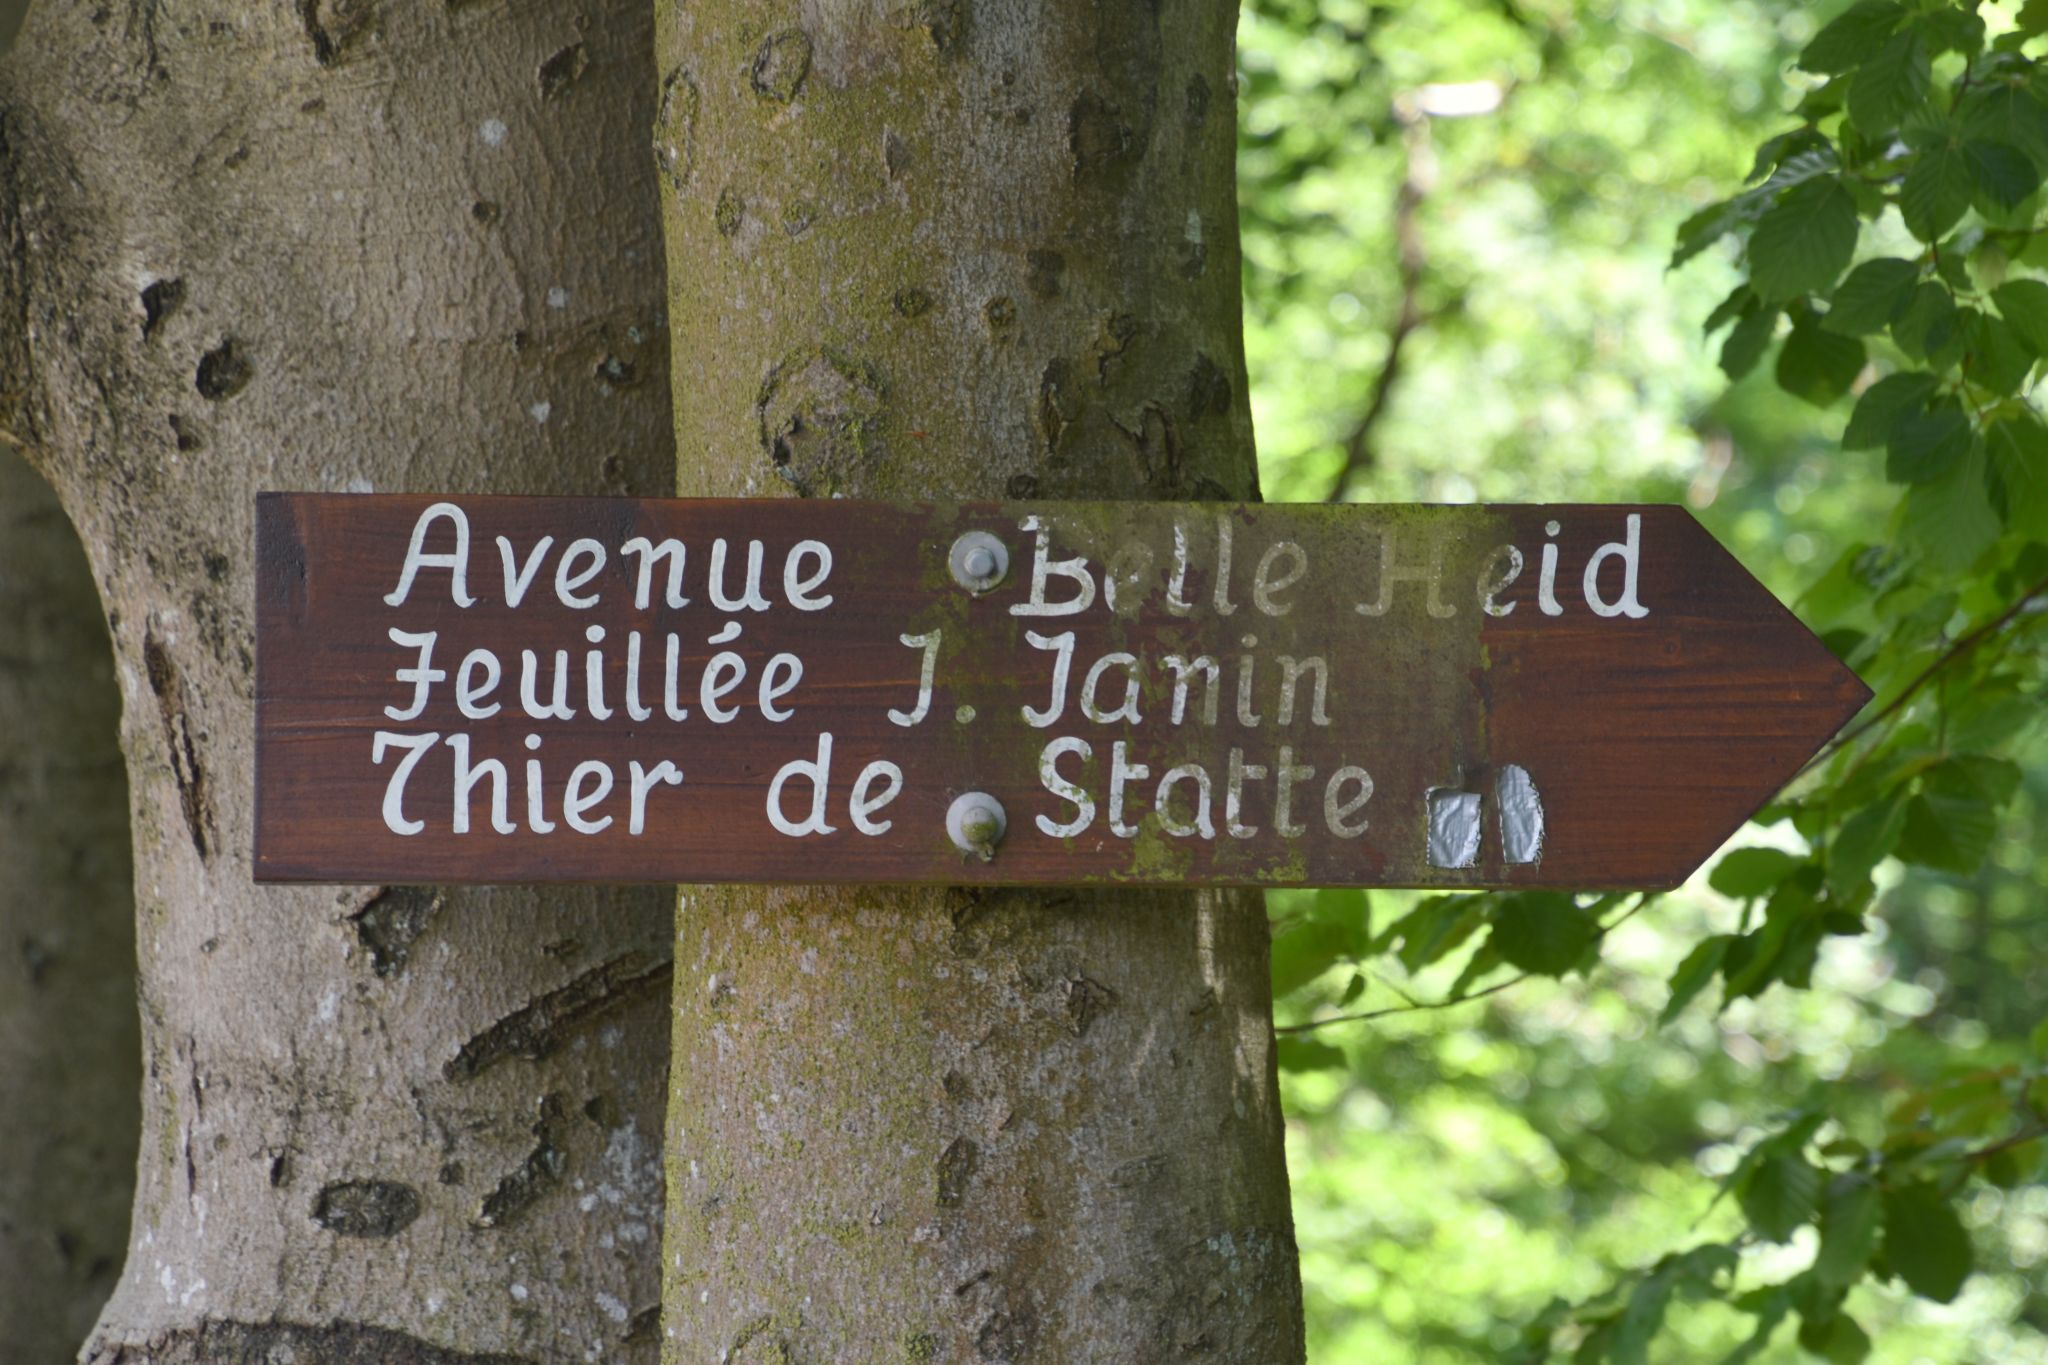 Avenue Belle Heid
Feuillée J. Janin
Thier de Statte